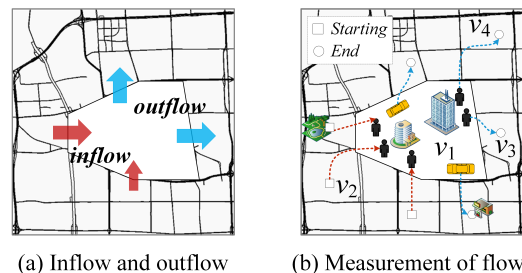 outflow
inflow
Starting
End
v4
v1
v3
v2
(a) Inflow and outflow
(b) Measurement of flow